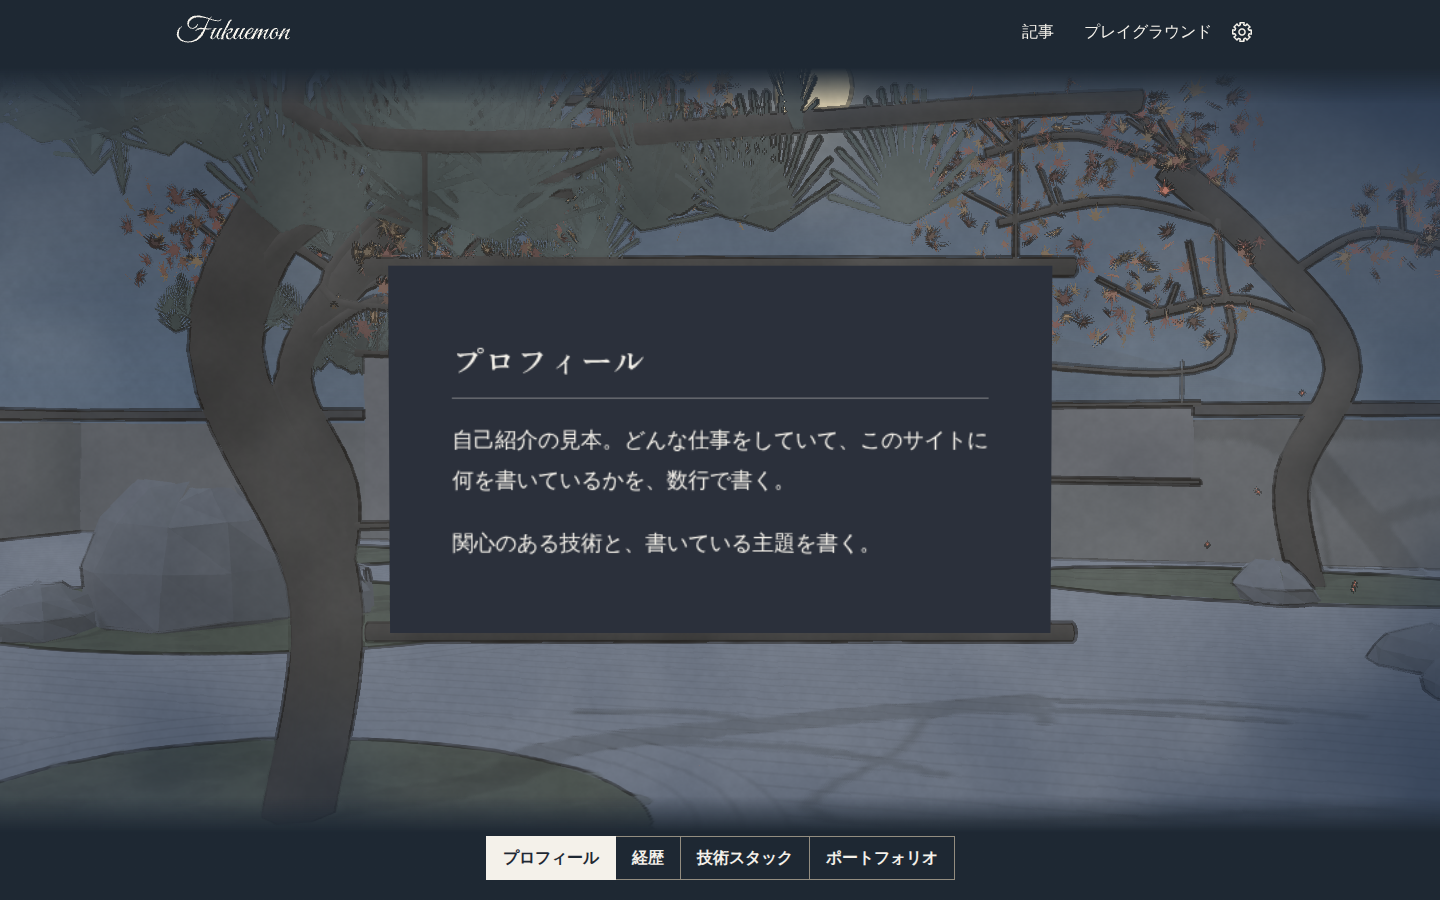 Fukuemon
記事
プレイグラウンド
プロフィール
自己紹介の見本。どんな仕事をしていて、このサイトに
何を書いているかを、数行で書く。
関心のある技術と、書いている主題を書く。
プロフィール
経歴
技術スタック
ポートフォリオ